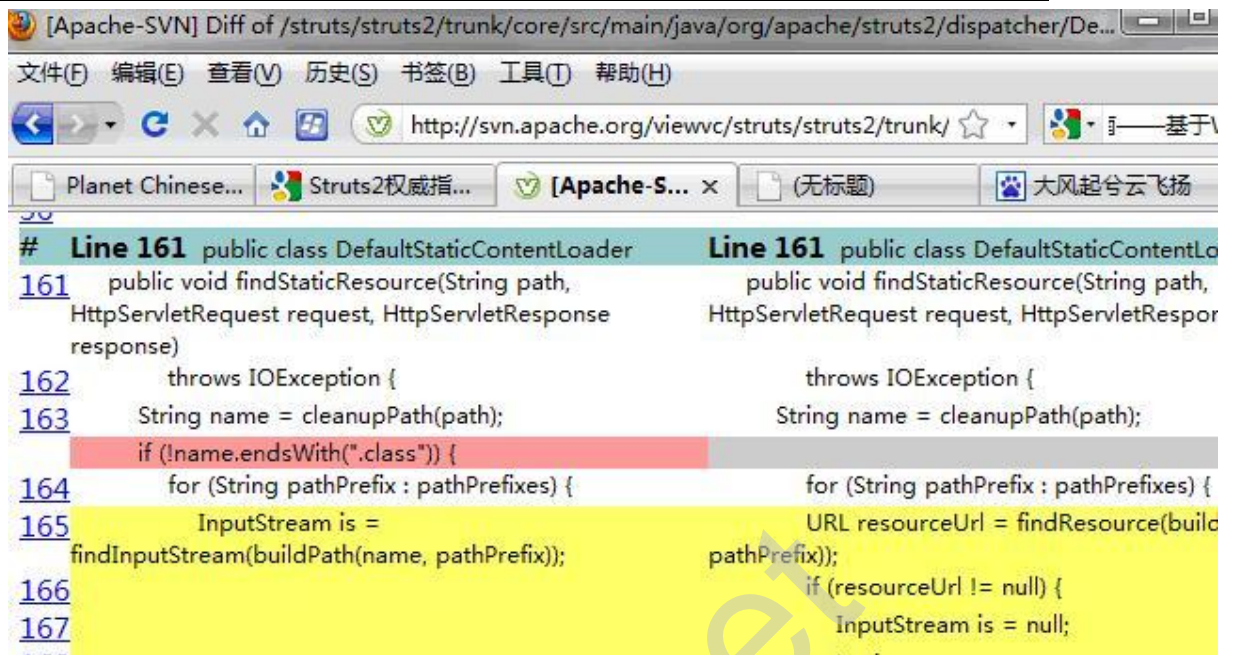 [Apache-SVN] Diff of /struts/struts2/trunk/core/src/main/java/org/apache/struts2/dispatcher/De...
文件(F) 编辑(E) 查看(V) 历史(S) 书签(B) 工具(T) 帮助(H)
http://svn.apache.org/viewvc/struts/struts2/trunk/ 基于
Planet Chinese... Struts2权威指... [Apache-S... × (无标题) 大风起兮云飞扬
# Line 161 public class DefaultStaticContentLoader Line 161 public class DefaultStaticContentLo
161 public void findStaticResource(String path, public void findStaticResource(String path,
HttpServletRequest request, HttpServletResponse HttpServletRequest request, HttpServletRespor
response)
162 throws IOException { throws IOException {
163 String name = cleanupPath(path); String name = cleanupPath(path);
if (!name.endsWith(".class")) {
164 for (String pathPrefix : pathPrefixes) { for (String pathPrefix : pathPrefixes) {
165 InputStream is = URL resourceUrl = findResource(build
findInputStream(buildPath(name, pathPrefix)); pathPrefix));
166 if (resourceUrl != null) {
167 InputStream is = null;